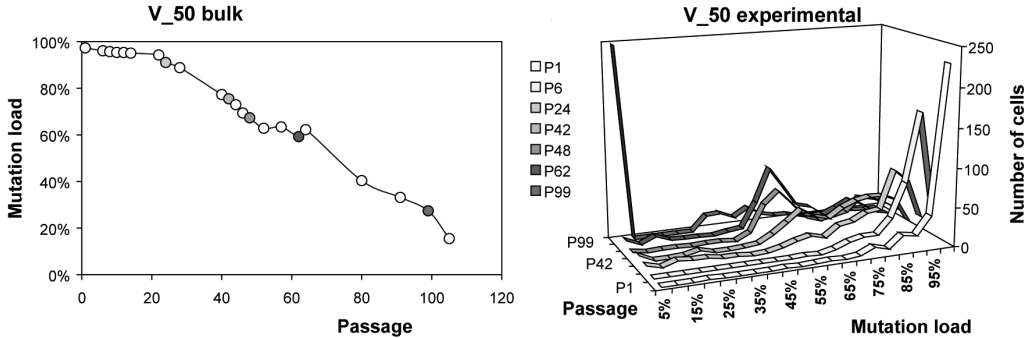 V_50 bulk
100%
80%
60%
40%
20%
0%
Mutation load
0 20 40 60 80 100 120
Passage
V_50 experimental
P1
P6
P24
P42
P48
P62
P99
250
200
150
100
50
0
Number of cells
P99
P42
P1
Passage
5% 15% 25% 35% 45% 55% 65% 75% 85% 95%
Mutation load